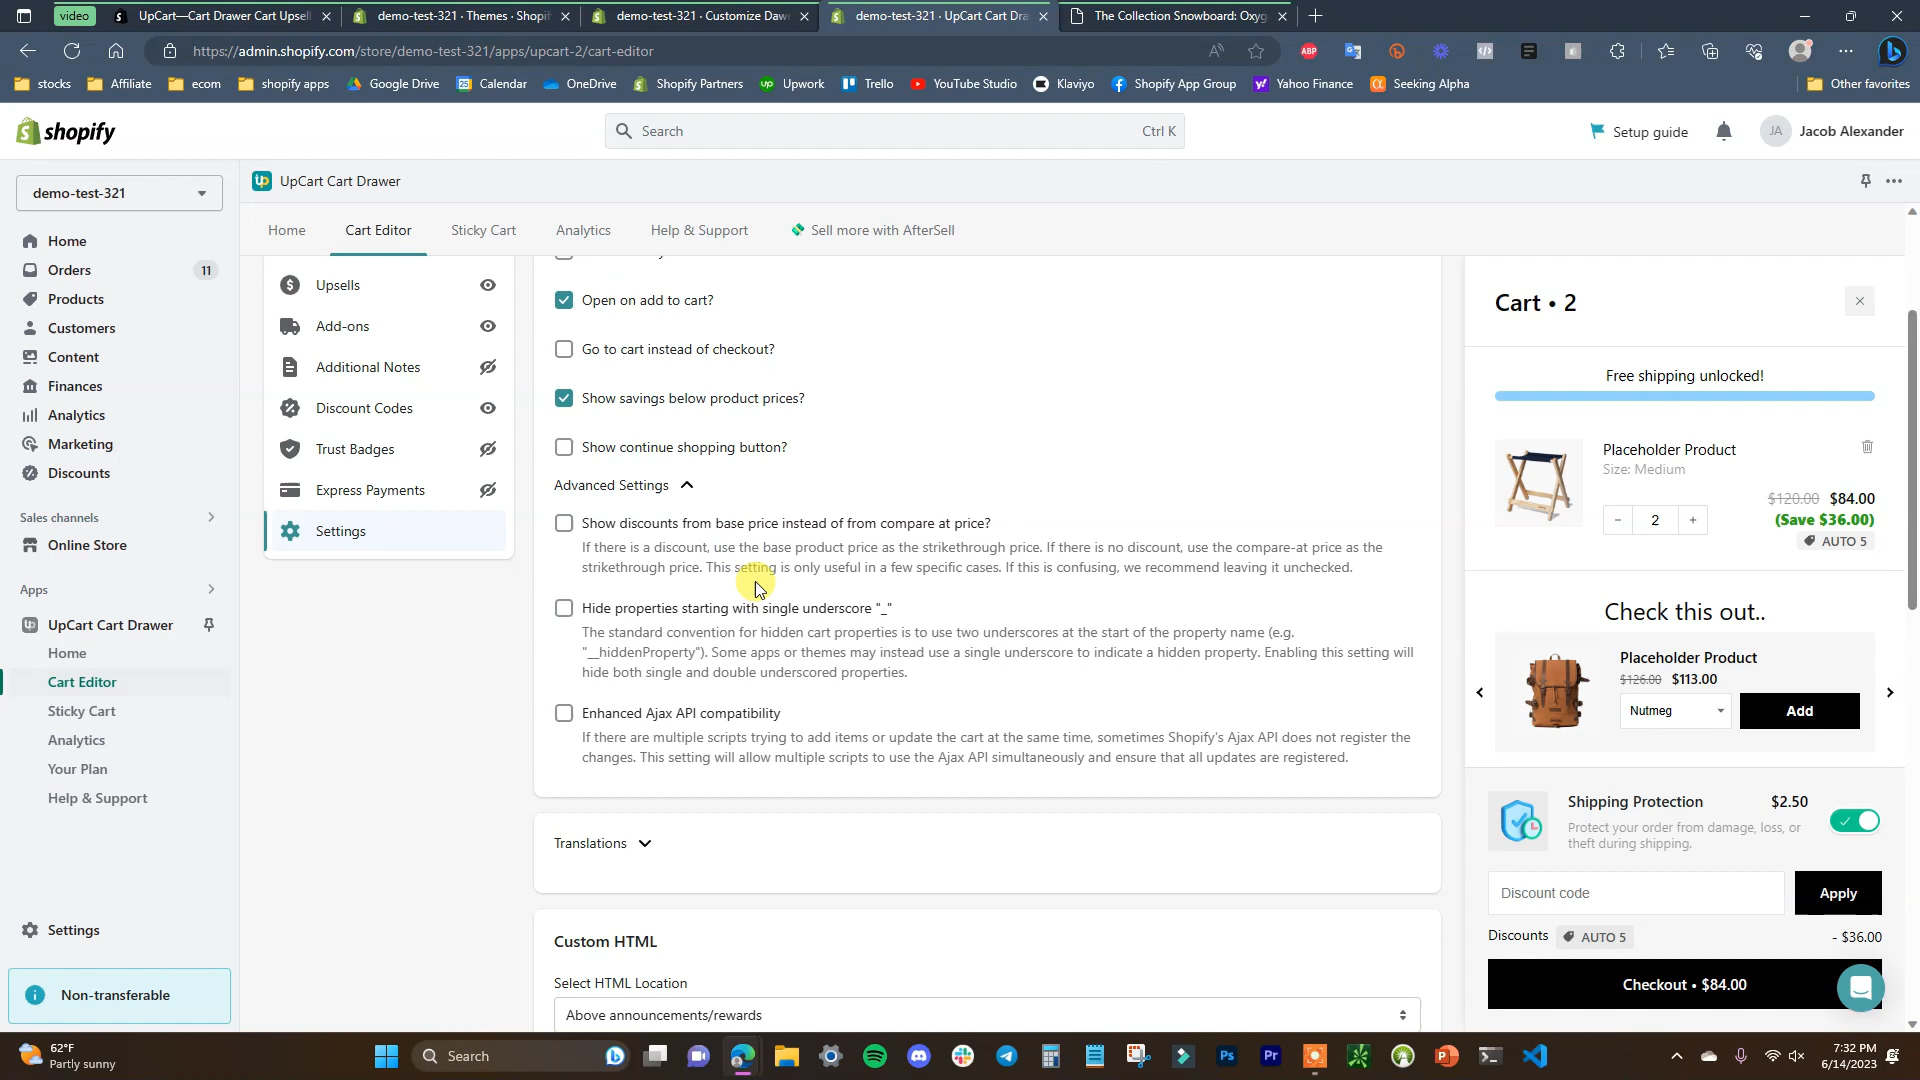 video
UpCart—Cart Drawer Cart Upsell
demo-test-321 · Themes · Shopif
demo-test-321 · Customize Daw
demo-test-321 · UpCart Cart Dra
The Collection Snowboard: Oxyg
https://admin.shopify.com/store/demo-test-321/apps/upcart-2/cart-editor
stocks
Affiliate
ecom
shopify apps
Google Drive
Calendar
OneDrive
Shopify Partners
Upwork
Trello
YouTube Studio
Klaviyo
Shopify App Group
Yahoo Finance
Seeking Alpha
Other favorites
shopify
Search
Ctrl K
Setup guide
JA
Jacob Alexander
demo-test-321
Home
Orders
11
Products
Customers
Content
Finances
Analytics
Marketing
Discounts
Sales channels
Online Store
Apps
UpCart Cart Drawer
Home
Cart Editor
Sticky Cart
Analytics
Your Plan
Help & Support
Settings
Non-transferable
UpCart Cart Drawer
Home
Cart Editor
Sticky Cart
Analytics
Help & Support
Sell more with AfterSell
Upsells
Add-ons
Additional Notes
Discount Codes
Trust Badges
Express Payments
Settings
Open on add to cart?
Go to cart instead of checkout?
Show savings below product prices?
Show continue shopping button?
Advanced Settings
Show discounts from base price instead of from compare at price?
If there is a discount, use the base product price as the strikethrough price. If there is no discount, use the compare-at price as the
strikethrough price. This setting is only useful in a few specific cases. If this is confusing, we recommend leaving it unchecked.
Hide properties starting with single underscore "_"
The standard convention for hidden cart properties is to use two underscores at the start of the property name (e.g.
"__hiddenProperty"). Some apps or themes may instead use a single underscore to indicate a hidden property. Enabling this setting will
hide both single and double underscored properties.
Enhanced Ajax API compatibility
If there are multiple scripts trying to add items or update the cart at the same time, sometimes Shopify's Ajax API does not register the
changes. This setting will allow multiple scripts to use the Ajax API simultaneously and ensure that all updates are registered.
Translations
Custom HTML
Select HTML Location
Above announcements/rewards
Cart • 2
Free shipping unlocked!
Placeholder Product
Size: Medium
$120.00 $84.00
(Save $36.00)
- 2 +
AUTO 5
Check this out..
Placeholder Product
$126.00 $113.00
Nutmeg
Add
Shipping Protection
$2.50
Protect your order from damage, loss, or
theft during shipping.
Discount code
Apply
Discounts
AUTO 5
- $36.00
Checkout • $84.00
62°F
Partly sunny
Search
7:32 PM
6/14/2023